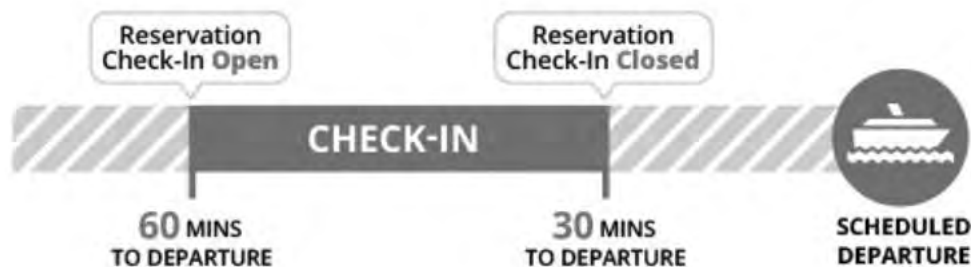 Reservation
Check-In Open
Reservation
Check-In Closed
CHECK-IN
60 MINS
TO DEPARTURE
30 MINS
TO DEPARTURE
SCHEDULED
DEPARTURE